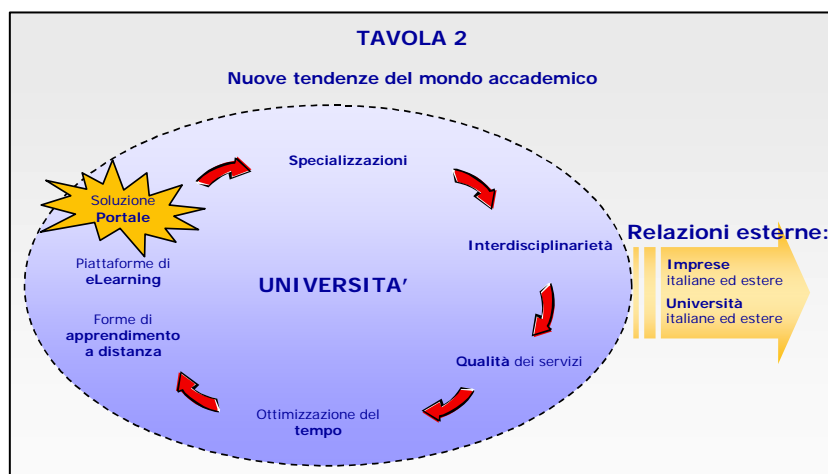 TAVOLA 2
Nuove tendenze del mondo accademico
Specializzazioni
Soluzione
Portale
Interdisciplinarietà
Relazioni esterne:
Imprese
italiane ed estere
Università
italiane ed estere
Piattaforme di
eLearning
UNIVERSITA’
Forme di
apprendimento
a distanza
Qualità dei servizi
Ottimizzazione del
tempo